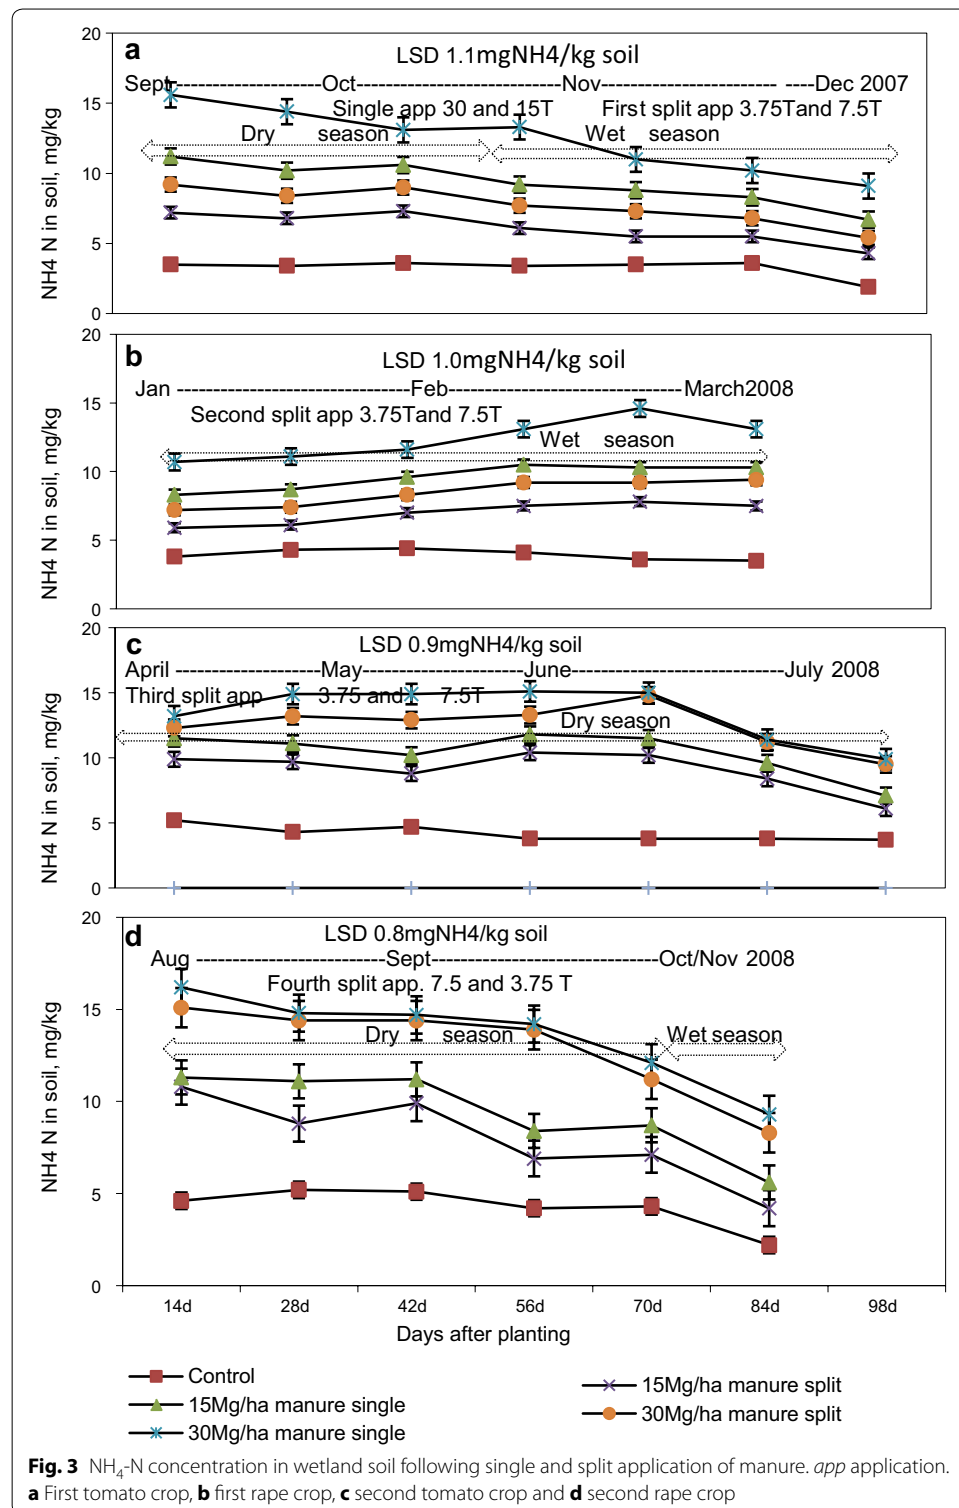 a
LSD 1.1mgNH4/kg soil
Sept -------------------- Oct -------------------------- Nov ------------------------ -- --- Dec 2007
Single app 30 and 15T First split app 3.75Tand 7.5T
Dry season Wet season
20
15
10
5
0
NH4 N in soil, mg/kg
b
LSD 1.0mgNH4/kg soil
Jan ------------------------------- Feb ------------------------------- March2008
Second split app 3.75Tand 7.5T
Wet season
20
15
10
5
0
NH4 N in soil, mg/kg
c
LSD 0.9mgNH4/kg soil
April --------------------May-----------------------June-------------------------------July 2008
Third split app 3.75 and 7.5T
Dry season
20
15
10
5
0
NH4 N in soil, mg/kg
d
LSD 0.8mgNH4/kg soil
Aug -------------------------Sept -------------------------------Oct/Nov 2008
Fourth split app. 7.5 and 3.75 T
Dry season Wet season
20
15
10
5
0
NH4 N in soil, mg/kg
14d 28d 42d 56d 70d 84d 98d
Days after planting
Control
15Mg/ha manure single
30Mg/ha manure single
15Mg/ha manure split
30Mg/ha manure split
Fig. 3 NH₄-N concentration in wetland soil following single and split application of manure. app application.
a First tomato crop, b first rape crop, c second tomato crop and d second rape crop